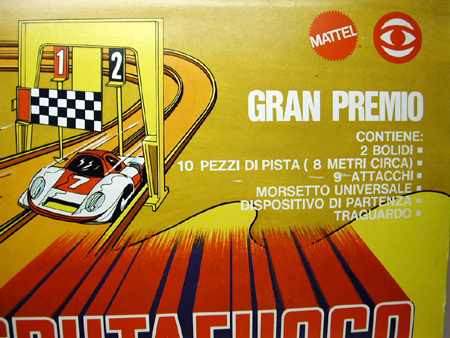 1 2
7
MATTEL
GRAN PREMIO
CONTIENE:
2 BOLIDI
10 PEZZI DI PISTA ( 8 METRI CIRCA)
9 ATTACCHI
MORSETTO UNIVERSALE
DISPOSITIVO DI PARTENZA
TRAGUARDO